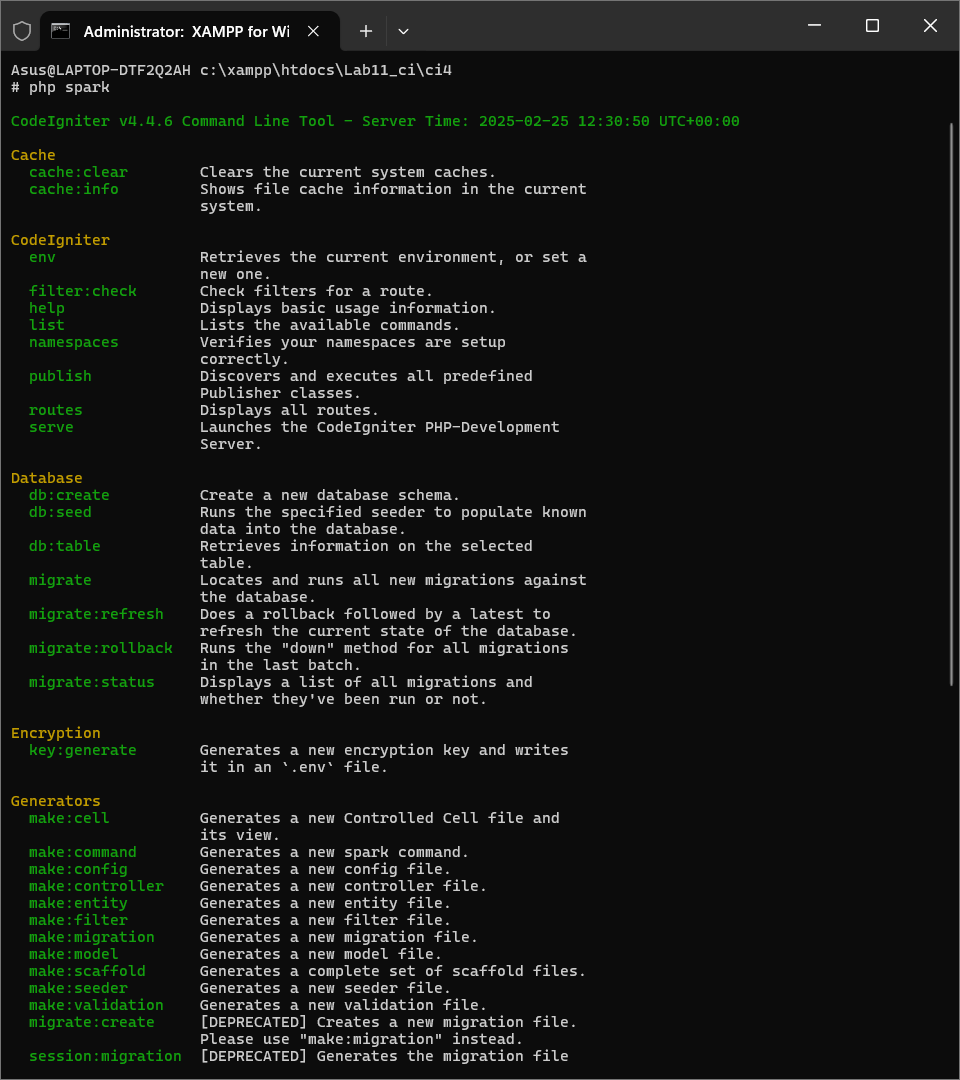 Administrator: XAMPP for Wi
Asus@LAPTOP-DTF2Q2AH c:\xampp\htdocs\Lab11_ci\ci4
# php spark
CodeIgniter v4.4.6 Command Line Tool - Server Time: 2025-02-25 12:30:50 UTC+00:00
Cache
cache:clear Clears the current system caches.
cache:info Shows file cache information in the current
system.
CodeIgniter
env Retrieves the current environment, or set a
new one.
filter:check Check filters for a route.
help Displays basic usage information.
list Lists the available commands.
namespaces Verifies your namespaces are setup
correctly.
publish Discovers and executes all predefined
Publisher classes.
routes Displays all routes.
serve Launches the CodeIgniter PHP-Development
Server.
Database
db:create Create a new database schema.
db:seed Runs the specified seeder to populate known
data into the database.
db:table Retrieves information on the selected
table.
migrate Locates and runs all new migrations against
the database.
migrate:refresh Does a rollback followed by a latest to
refresh the current state of the database.
migrate:rollback Runs the "down" method for all migrations
in the last batch.
migrate:status Displays a list of all migrations and
whether they've been run or not.
Encryption
key:generate Generates a new encryption key and writes
it in an `.env` file.
Generators
make:cell Generates a new Controlled Cell file and
its view.
make:command Generates a new spark command.
make:config Generates a new config file.
make:controller Generates a new controller file.
make:entity Generates a new entity file.
make:filter Generates a new filter file.
make:migration Generates a new migration file.
make:model Generates a new model file.
make:scaffold Generates a complete set of scaffold files.
make:seeder Generates a new seeder file.
make:validation Generates a new validation file.
migrate:create [DEPRECATED] Creates a new migration file.
Please use "make:migration" instead.
session:migration [DEPRECATED] Generates the migration file